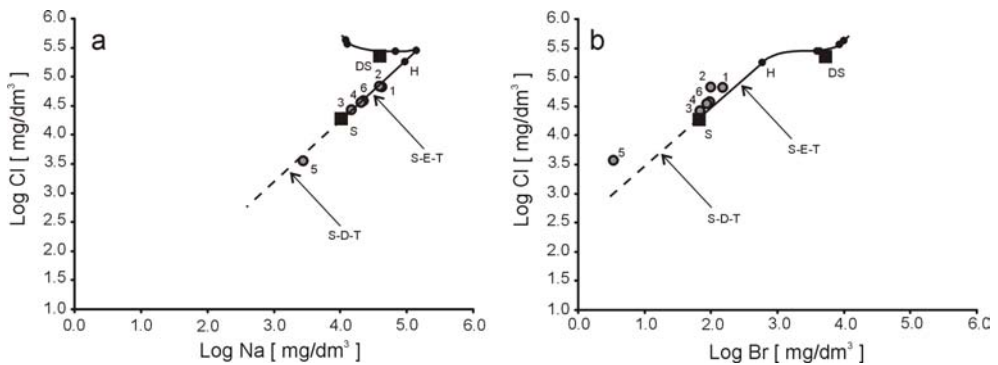 a
Log Cl [ mg/dm³ ]
6.0
5.5
5.0
4.5
4.0
3.5
3.0
2.5
2.0
1.5
1.0
DS
2
H
3 4 6 1
S
S-E-T
5
S-D-T
0.0 1.0 2.0 3.0 4.0 5.0 6.0
Log Na [ mg/dm³ ]
b
Log Cl [ mg/dm³ ]
6.0
5.5
5.0
4.5
4.0
3.5
3.0
2.5
2.0
1.5
1.0
DS
H
2 1
6
4
3
S
S-E-T
5
S-D-T
0.0 1.0 2.0 3.0 4.0 5.0 6.0
Log Br [ mg/dm³ ]